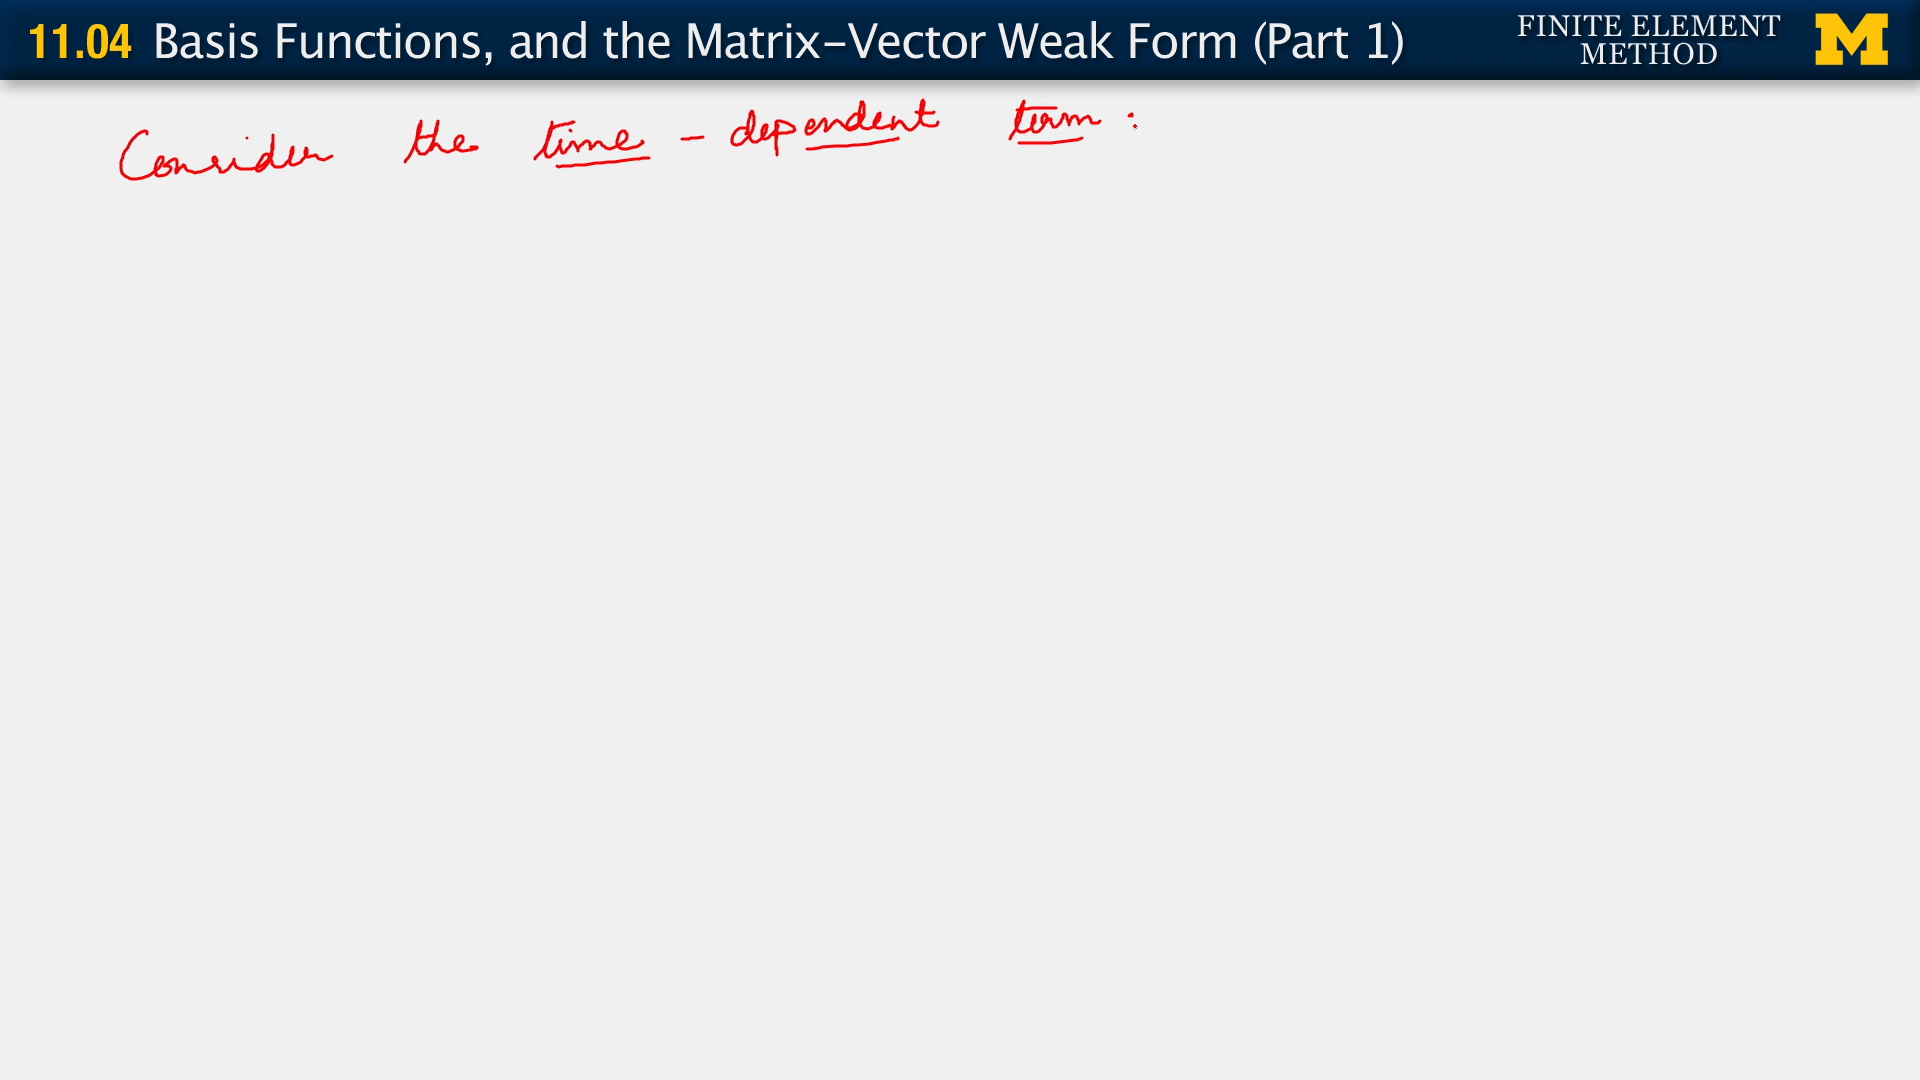 11.04 Basis Functions, and the Matrix–Vector Weak Form (Part 1)
FINITE ELEMENT
METHOD
M
Consider the time - dependent term :